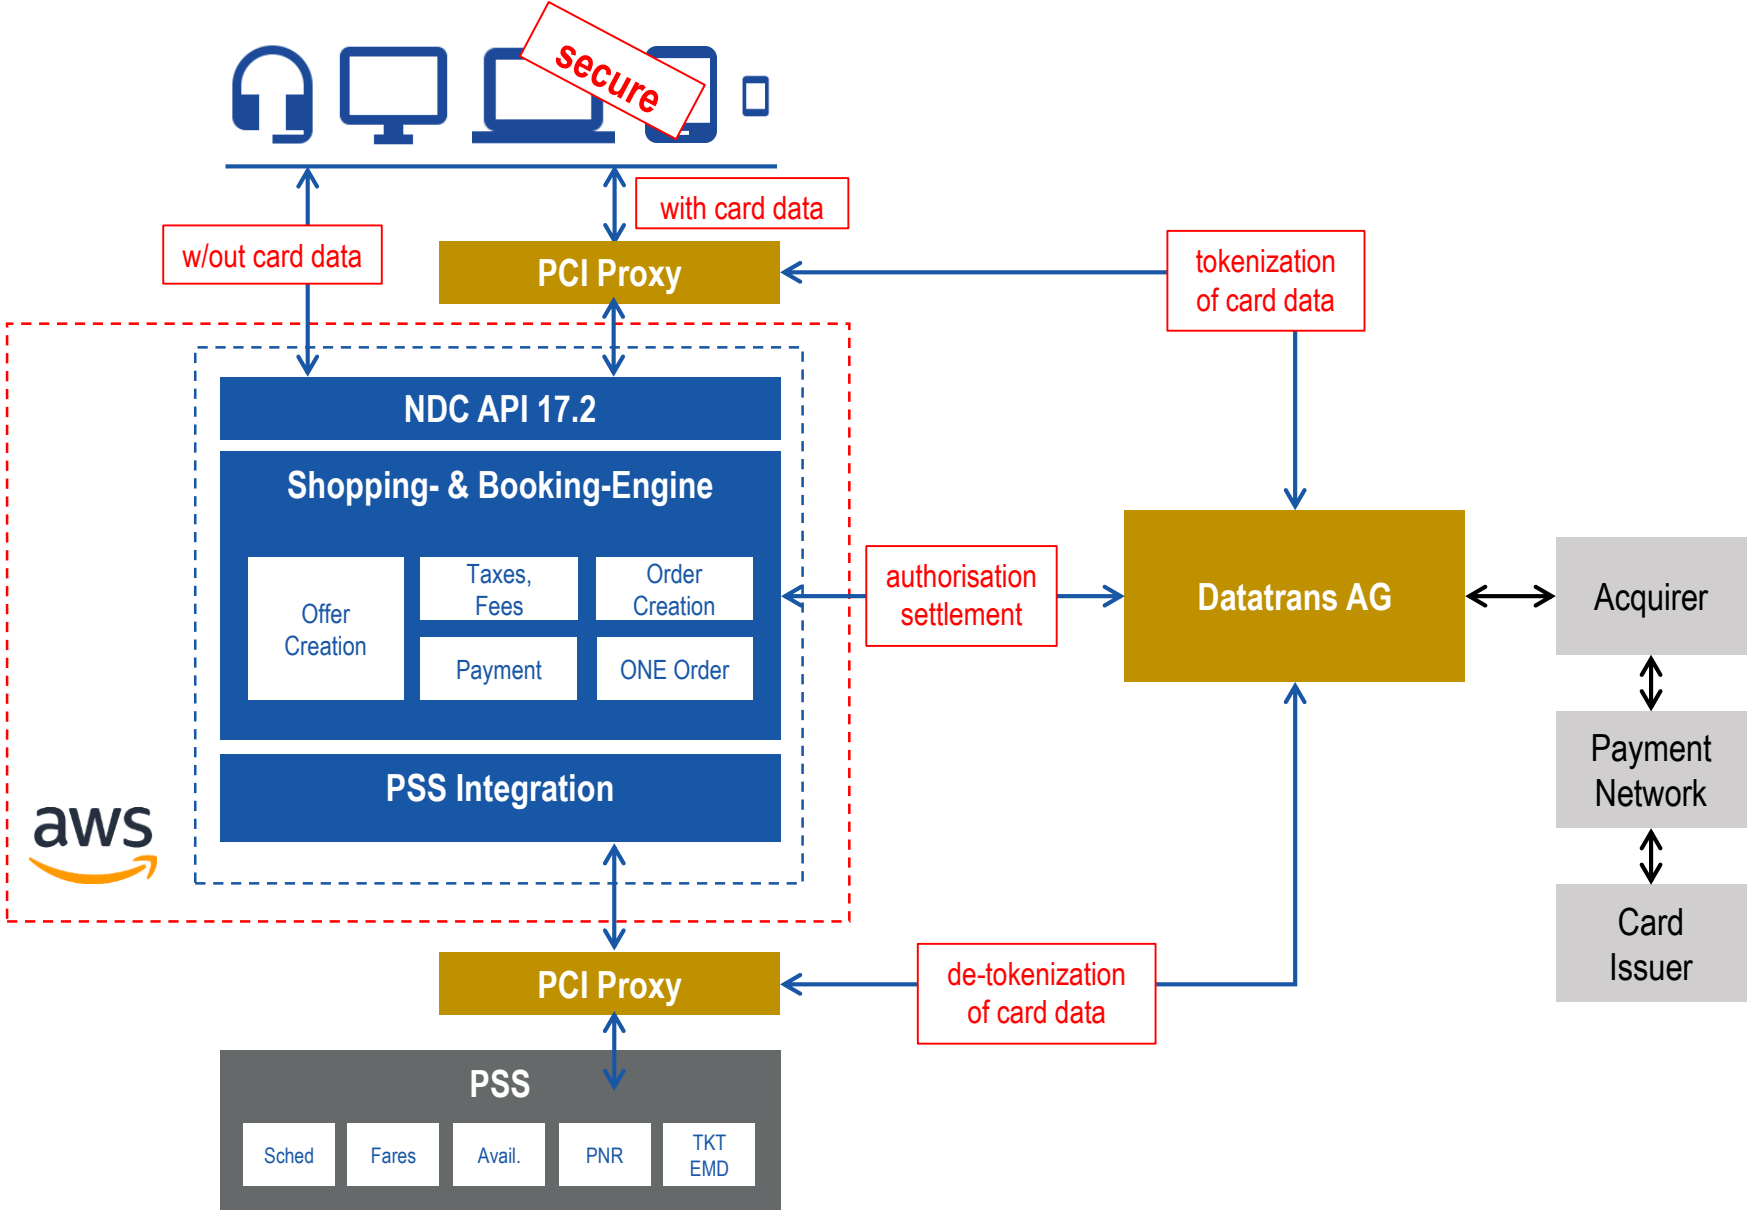 secure
with card data
w/out card data
PCI Proxy
tokenization
of card data
NDC API 17.2
Shopping- & Booking-Engine
Offer
Creation
Taxes,
Fees
Order
Creation
Payment
ONE Order
authorisation
settlement
Datatrans AG
Acquirer
Payment
Network
Card
Issuer
PSS Integration
aws
PCI Proxy
de-tokenization
of card data
PSS
Sched
Fares
Avail.
PNR
TKT
EMD